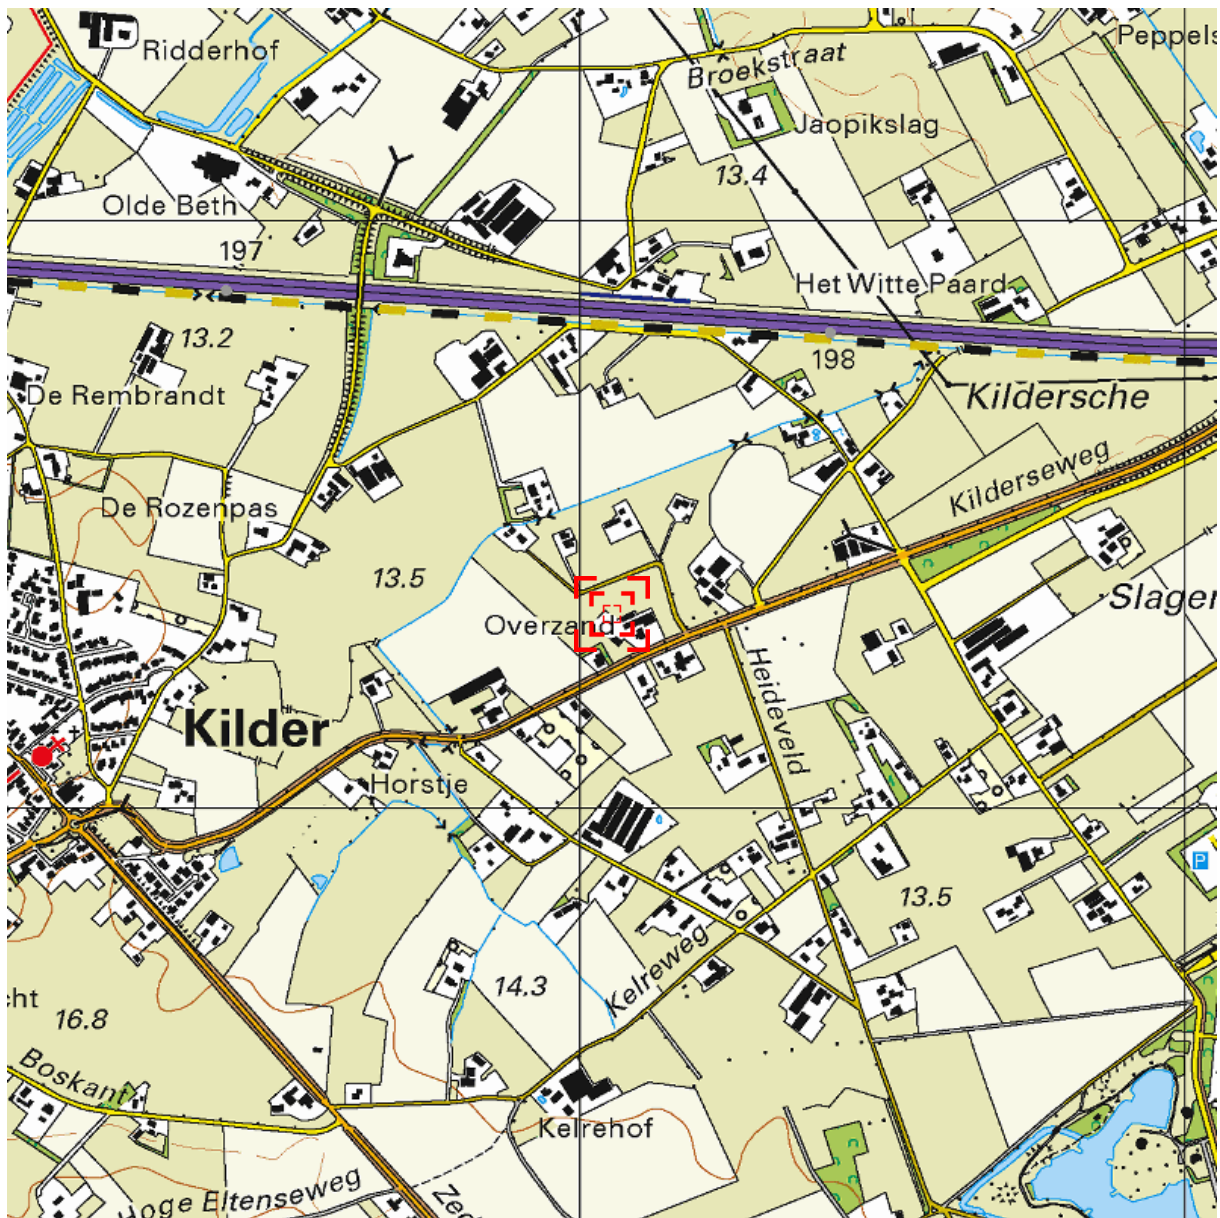 Ridderhof
Peppels
Broekstraat
Jaopikslag
13.4
Olde Beth
197
Het Witte Paard
13.2
198
De Rembrandt
Kildersche
Kilderseweg
De Rozenpas
13.5
Slager
Overzand
Heideveld
Kilder
Horstje
P
13.5
Kelreweg
14.3
cht
16.8
Boskant
Kelrehof
Hoge Eltenseweg
Zed